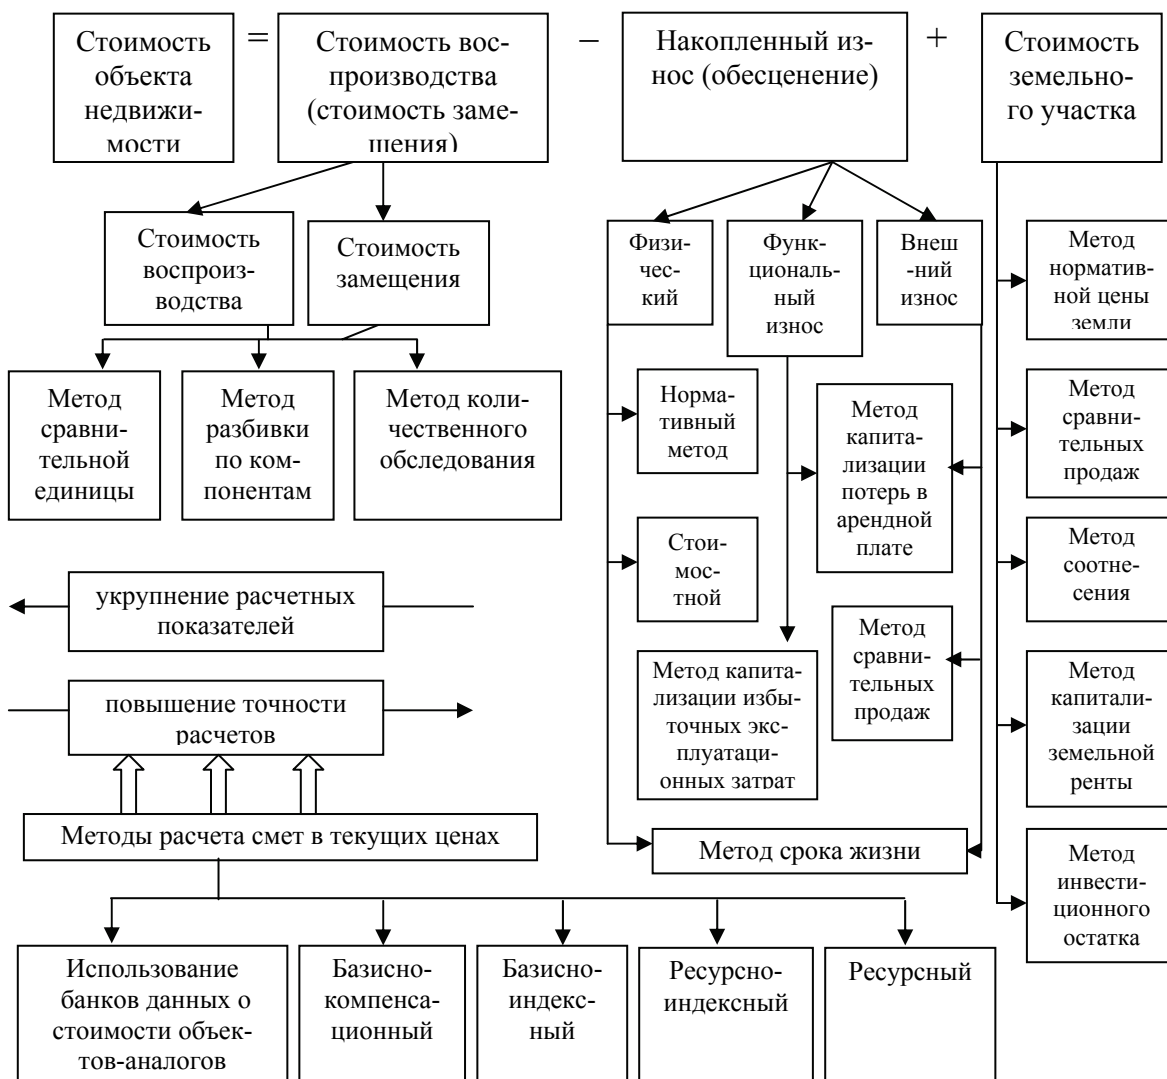 Стоимость
объекта
недвижи-
мости
=
Стоимость вос-
производства
(стоимость заме-
щения)
–
Накопленный из-
нос (обесценение)
+
Стоимость
земельно-
го участка
Стоимость
воспроиз-
водства
Стоимость
замещения
Физи-
чес-
кий
Функ-
циональ-
ный
износ
Внеш
-ний
износ
Метод
норматив-
ной цены
земли
Метод
сравни-
тельной
единицы
Метод
разбивки
по ком-
понентам
Метод коли-
чественного
обследования
Норма-
тивный
метод
Метод
капита-
лизации
потерь в
арендной
плате
Метод
сравни-
тельных
продаж
Стои-
мос-
тной
Метод
соотне-
сения
укрупнение расчетных
показателей
Метод
сравни-
тельных
продаж
Метод капита-
лизации избы-
точных экс-
плуатаци-
онных затрат
Метод
капитали-
зации
земельной
ренты
повышение точности
расчетов
Методы расчета смет в текущих ценах
Метод срока жизни
Метод
инвести-
ционного
остатка
Использование
банков данных о
стоимости объек-
тов-аналогов
Базисно-
компенса-
ционный
Базисно-
индекс-
ный
Ресурсно-
индексный
Ресурсный